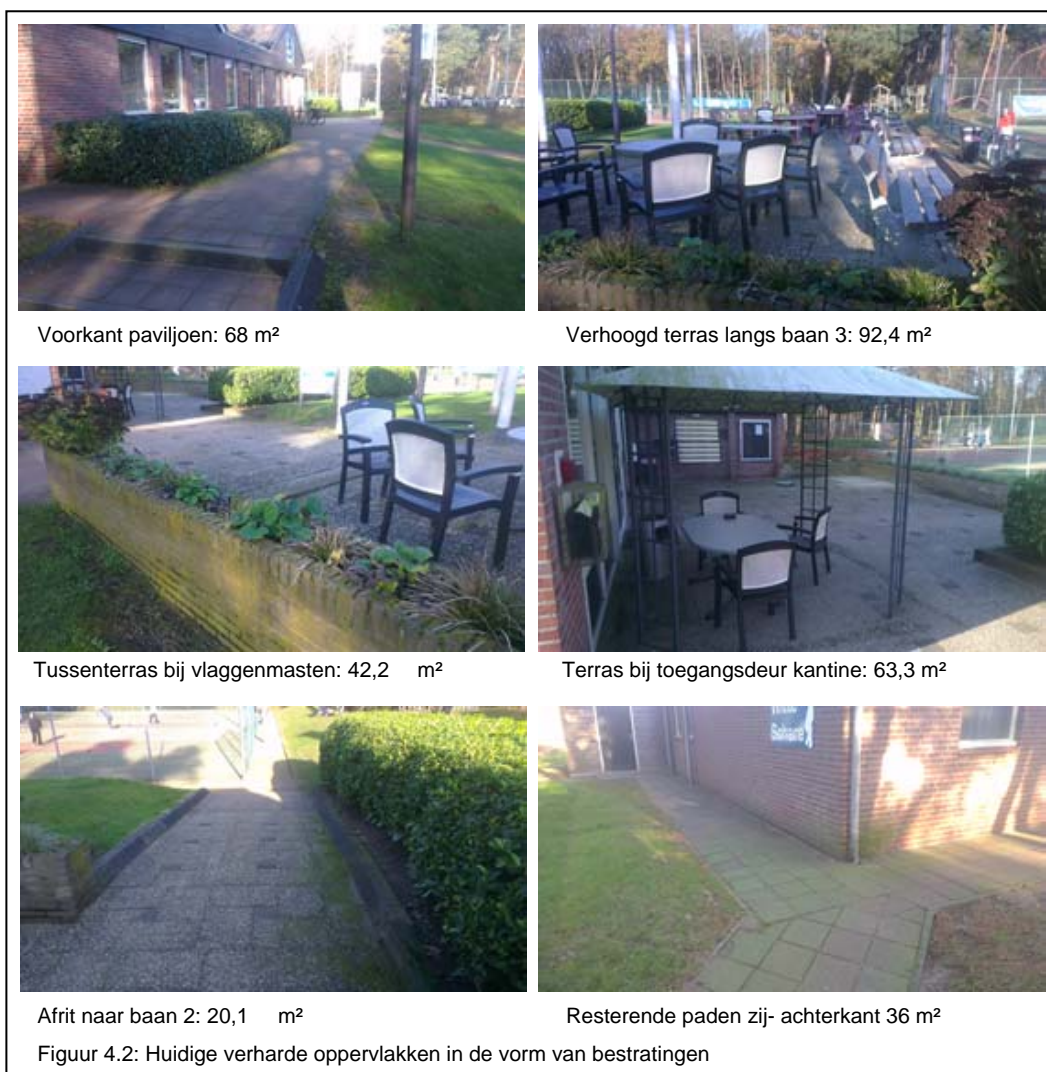 Voorkant paviljoen: 68 m²
Verhoogd terras langs baan 3: 92,4 m²
Tussenterras bij vlaggenmasten: 42,2 m²
Terras bij toegangsdeur kantine: 63,3 m²
Afrit naar baan 2: 20,1 m²
Resterende paden zij- achterkant 36 m²
Figuur 4.2: Huidige verharde oppervlakken in de vorm van bestratingen